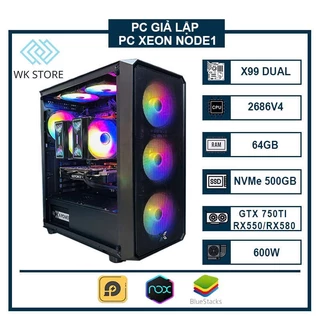 PC GIẢ LẬP
PC XEON NODE1
WK STORE
X99 DUAL
CPU
2686V4
RAM
64GB
SSD
NVMe 500GB
GTX 750TI
RX550/RX580
600W
nox
BlueStacks